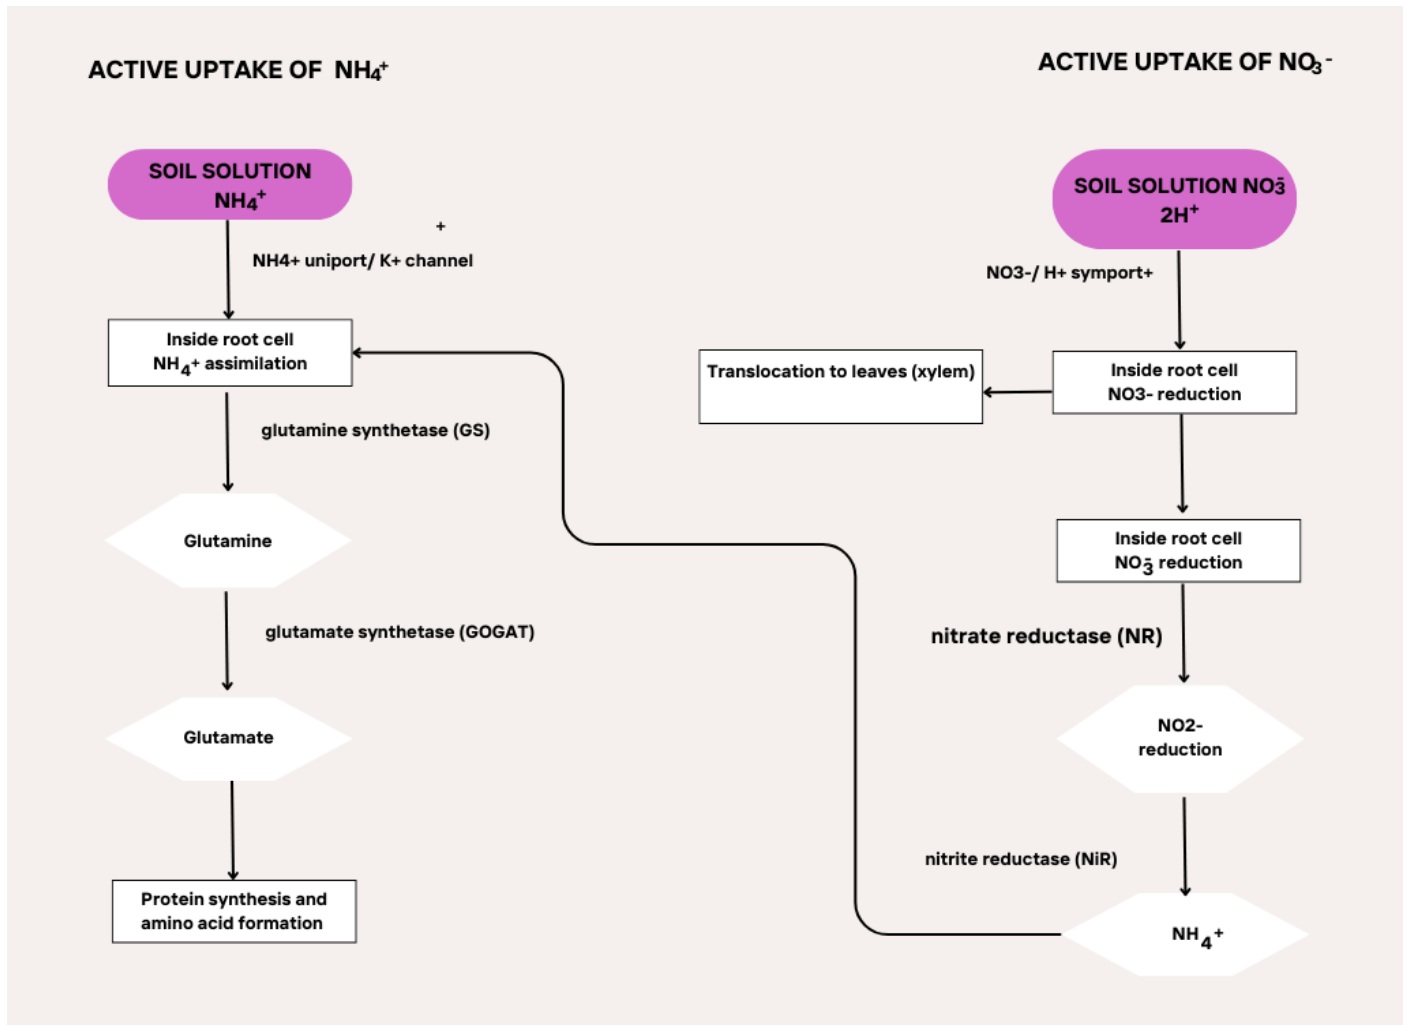 ACTIVE UPTAKE OF NH₄⁺
SOIL SOLUTION
NH₄⁺
+
NH4+ uniport/ K+ channel
Inside root cell
NH₄+ assimilation
glutamine synthetase (GS)
Glutamine
glutamate synthetase (GOGAT)
Glutamate
Protein synthesis and
amino acid formation
ACTIVE UPTAKE OF NO₃⁻
SOIL SOLUTION NO₃⁻
2H⁺
NO3-/ H+ symport+
Inside root cell
NO3- reduction
Translocation to leaves (xylem)
Inside root cell
NO₃⁻ reduction
nitrate reductase (NR)
NO2-
reduction
nitrite reductase (NiR)
NH₄+